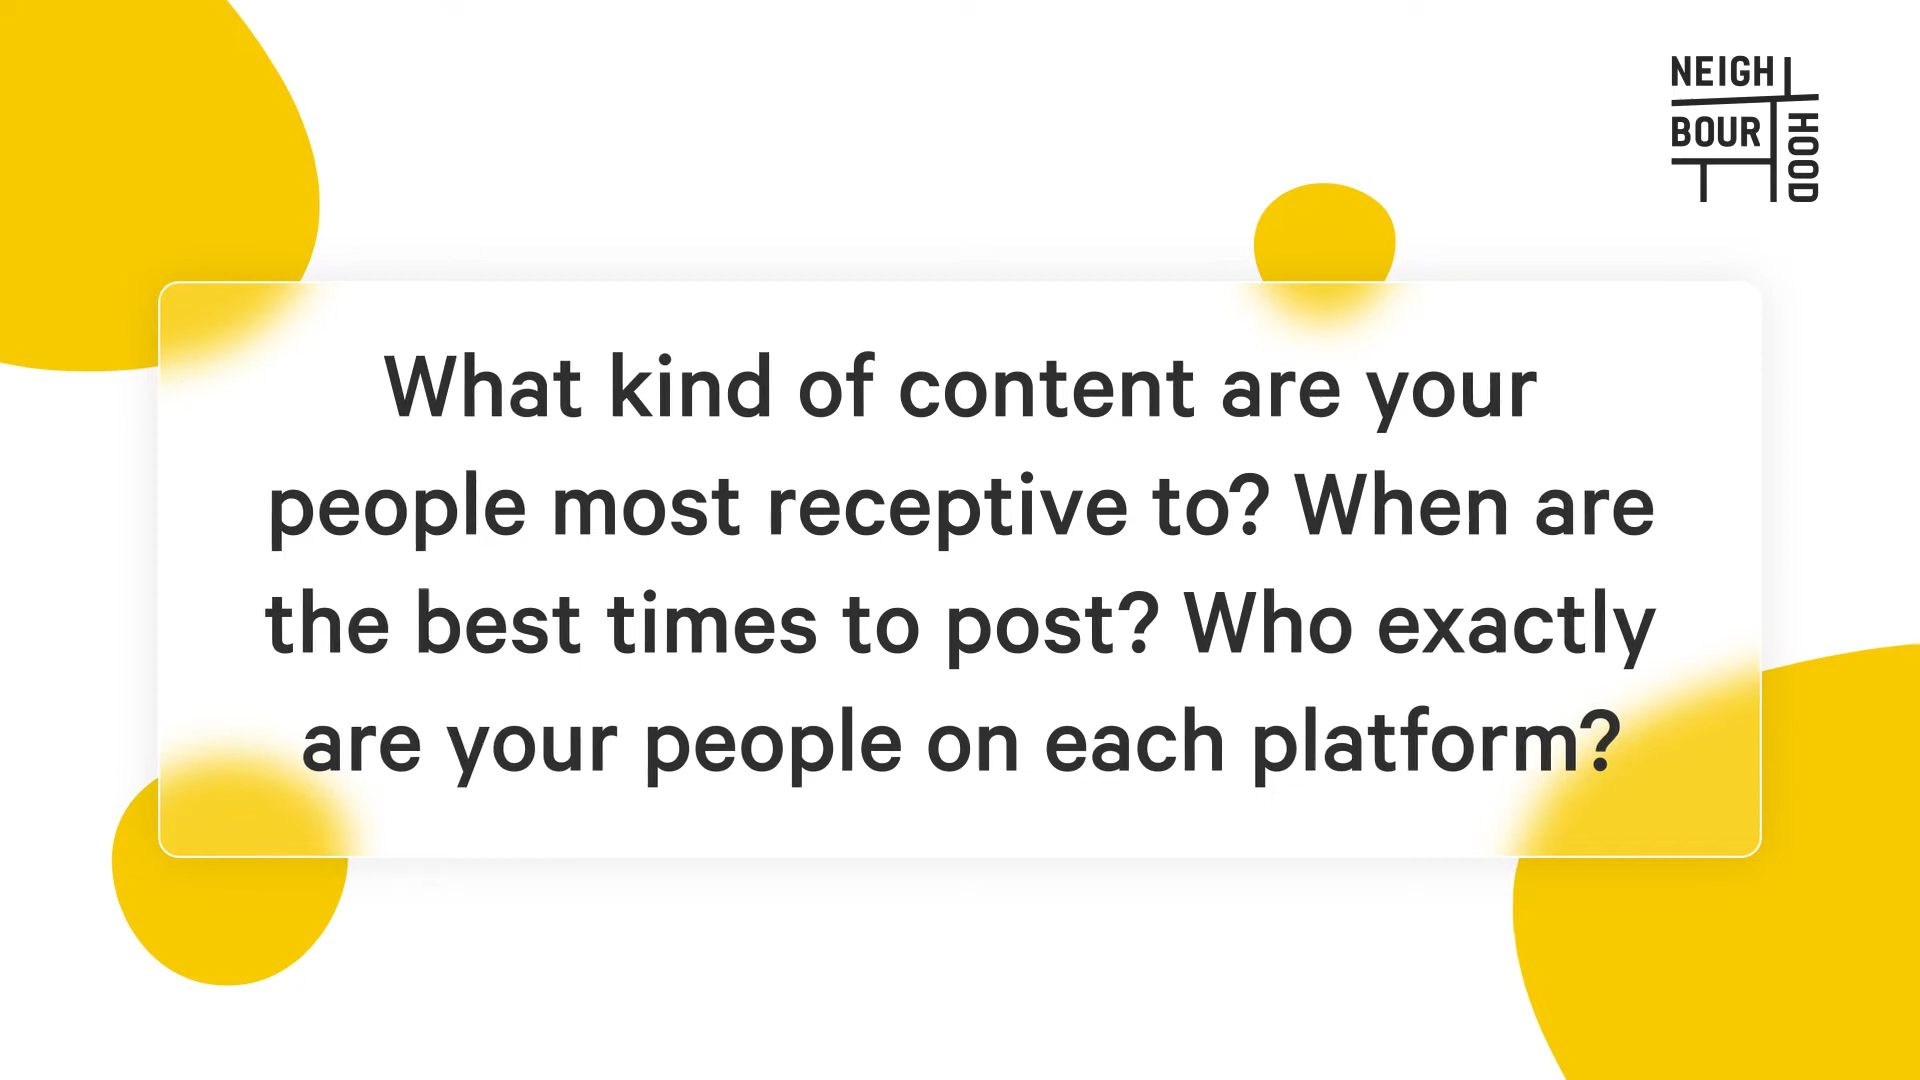 NEIGH
BOUR
HOOD
What kind of content are your
people most receptive to? When are
the best times to post? Who exactly
are your people on each platform?